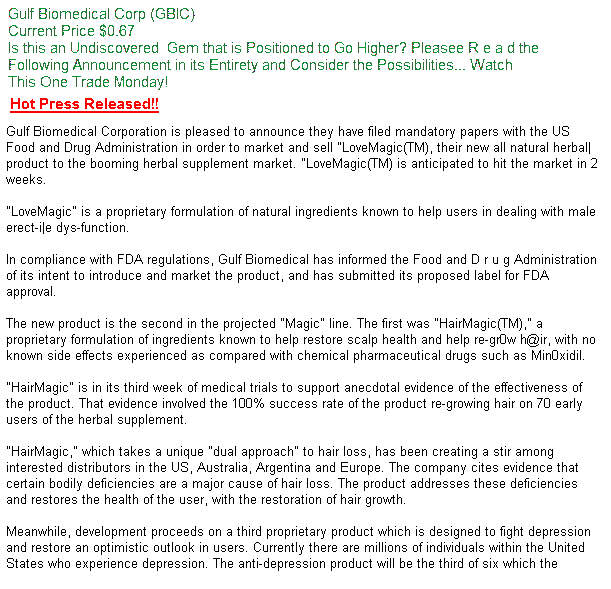 Gulf Biomedical Corp (GBIC)
Current Price $0.67
Is this an Undiscovered  Gem that is Positioned to Go Higher? Pleasee R e a d the
Following Announcement in its Entirety and Consider the Possibilities... Watch
This One Trade Monday!
Hot Press Released!!
Gulf Biomedical Corporation is pleased to announce they have filed mandatory papers with the US
Food and Drug Administration in order to market and sell "LoveMagic(TM), their new all natural herbal|
product to the booming herbal supplement market. "LoveMagic(TM) is anticipated to hit the market in 2
weeks.
"LoveMagic" is a proprietary formulation of natural ingredients known to help users in dealing with male
erect-i|e dys-function.
In compliance with FDA regulations, Gulf Biomedical has informed the Food and D r u g Administration
of its intent to introduce and market the product, and has submitted its proposed label for FDA
approval.
The new product is the second in the projected "Magic" line. The first was "HairMagic(TM)," a
proprietary formulation of ingredients known to help restore scalp health and help re-gr0w h@ir, with no
known side effects experienced as compared with chemical pharmaceutical drugs such as Min0xidil.
"HairMagic" is in its third week of medical trials to support anecdotal evidence of the effectiveness of
the product. That evidence involved the 100% success rate of the product re-growing hair on 70 early
users of the herbal supplement.
"HairMagic," which takes a unique "dual approach" to hair loss, has been creating a stir among
interested distributors in the US, Australia, Argentina and Europe. The company cites evidence that
certain bodily deficiencies are a major cause of hair loss. The product addresses these deficiencies
and restores the health of the user, with the restoration of hair growth.
Meanwhile, development proceeds on a third proprietary product which is designed to fight depression
and restore an optimistic outlook in users. Currently there are millions of individuals within the United
States who experience depression. The anti-depression product will be the third of six which the